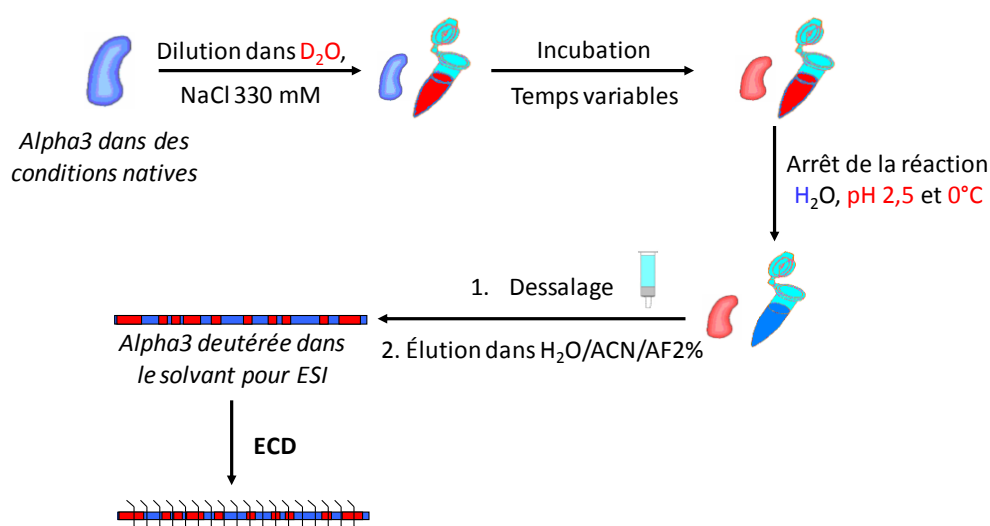 Dilution dans D₂O,
NaCl 330 mM
Alpha3 dans des
conditions natives
Incubation
Temps variables
Arrêt de la réaction
H₂O, pH 2,5 et 0°C
1. Dessalage
2. Élution dans H₂O/ACN/AF2%
Alpha3 deutérée dans
le solvant pour ESI
ECD